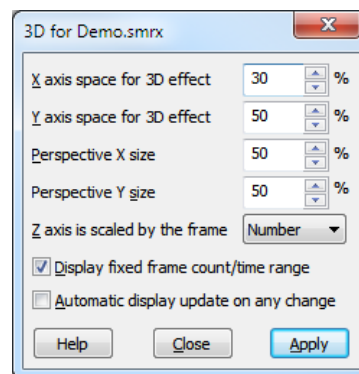 3D for Demo.smrx
X axis space for 3D effect 30 %
Y axis space for 3D effect 50 %
Perspective X size 50 %
Perspective Y size 50 %
Z axis is scaled by the frame Number
Display fixed frame count/time range
Automatic display update on any change
Help Close Apply